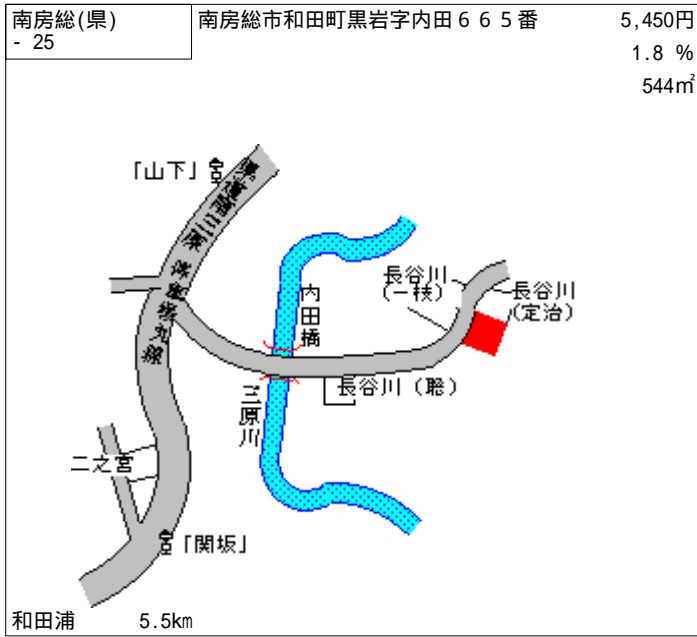 南房総(県)
- 25
南房総市和田町黒岩字内田６６５番
5,450円
1.8 %
544㎡
「山下」
長谷川
(一枝)
長谷川
(定治)
内田橋
長谷川（聡）
三原川
二之宮
「関坂」
和田浦 5.5km